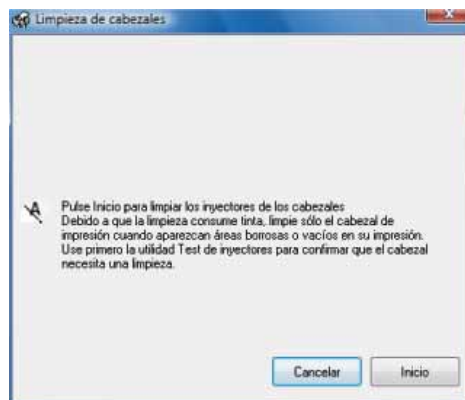 Limpieza de cabezales
Pulse Inicio para limpiar los inyectores de los cabezales
Debido a que la limpieza consume tinta, limpie sólo el cabezal de
impresión cuando aparezcan áreas borrosas o vacíos en su impresión.
Use primero la utilidad Test de inyectores para confirmar que el cabezal
necesita una limpieza.
Cancelar
Inicio